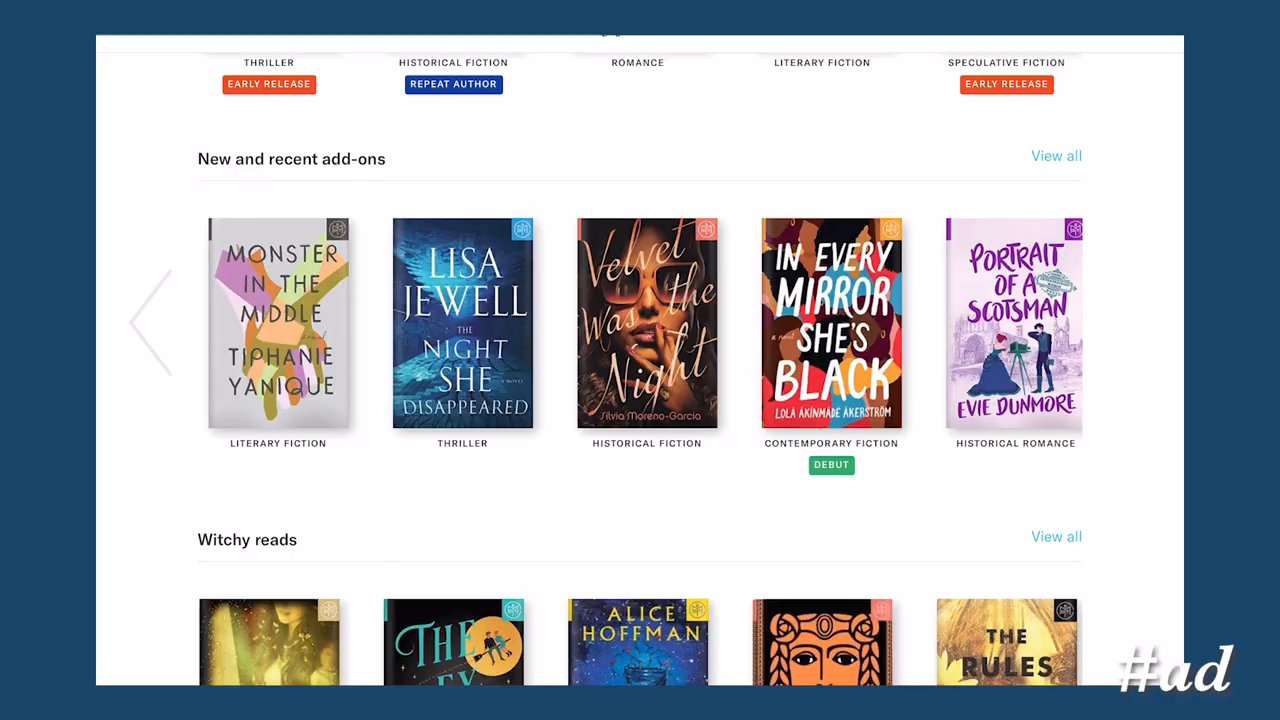 THRILLER
HISTORICAL FICTION
ROMANCE
LITERARY FICTION
SPECULATIVE FICTION
EARLY RELEASE
REPEAT AUTHOR
EARLY RELEASE
New and recent add-ons
View all
MONSTER
IN THE
MIDDLE
TIPHANIE
YANIQUE
LITERARY FICTION
LISA
JEWELL
THE
NIGHT
SHE
A NOVEL
DISAPPEARED
THRILLER
Velvet
Was the
Night
Silvia Moreno-Garcia
HISTORICAL FICTION
IN EVERY
MIRROR
a novel
SHE'S
BLACK
LOLÁ ÁKÍNMÁDÉ ÅKERSTRÖM
CONTEMPORARY FICTION
DEBUT
PORTRAIT
OF A
SCOTSMAN
EVIE DUNMORE
HISTORICAL ROMANCE
Witchy reads
View all
THE
ALICE
HOFFMAN
THE
RULES
#ad